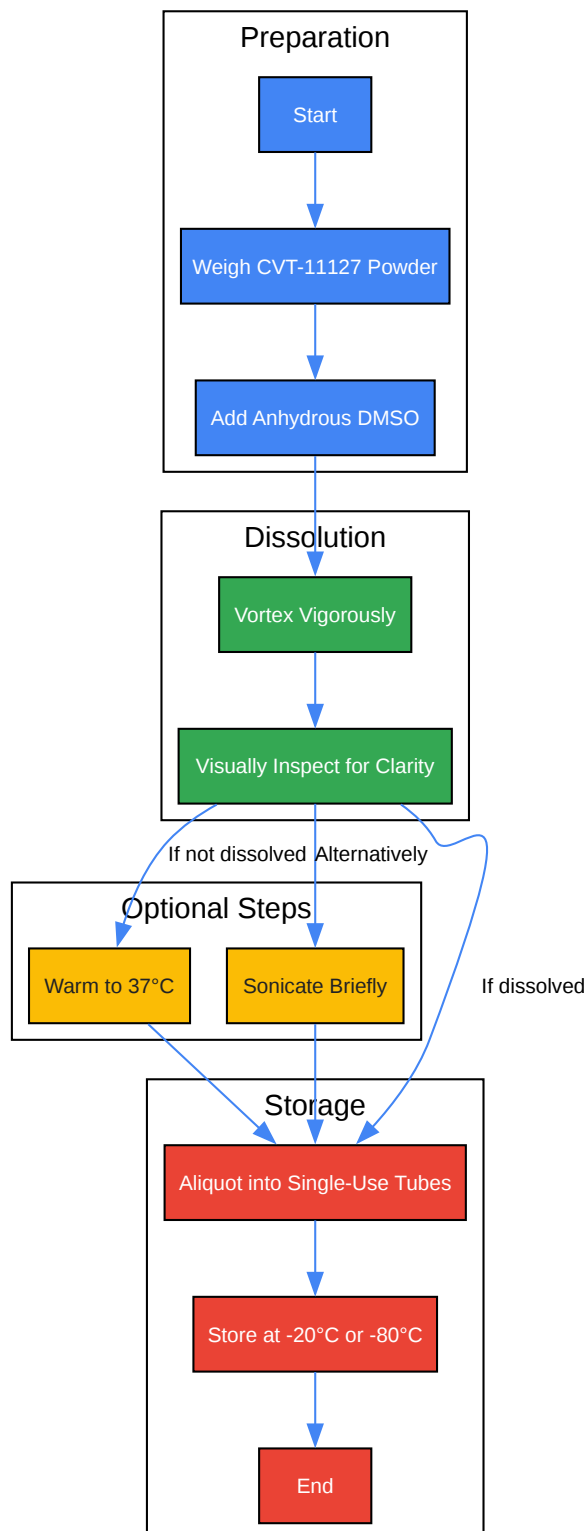 Preparation
Start
Weigh CVT-11127 Powder
Add Anhydrous DMSO
Dissolution
Vortex Vigorously
Visually Inspect for Clarity
If not dissolved
Alternatively
If dissolved
Optional Steps
Warm to 37°C
Sonicate Briefly
Storage
Aliquot into Single-Use Tubes
Store at -20°C or -80°C
End